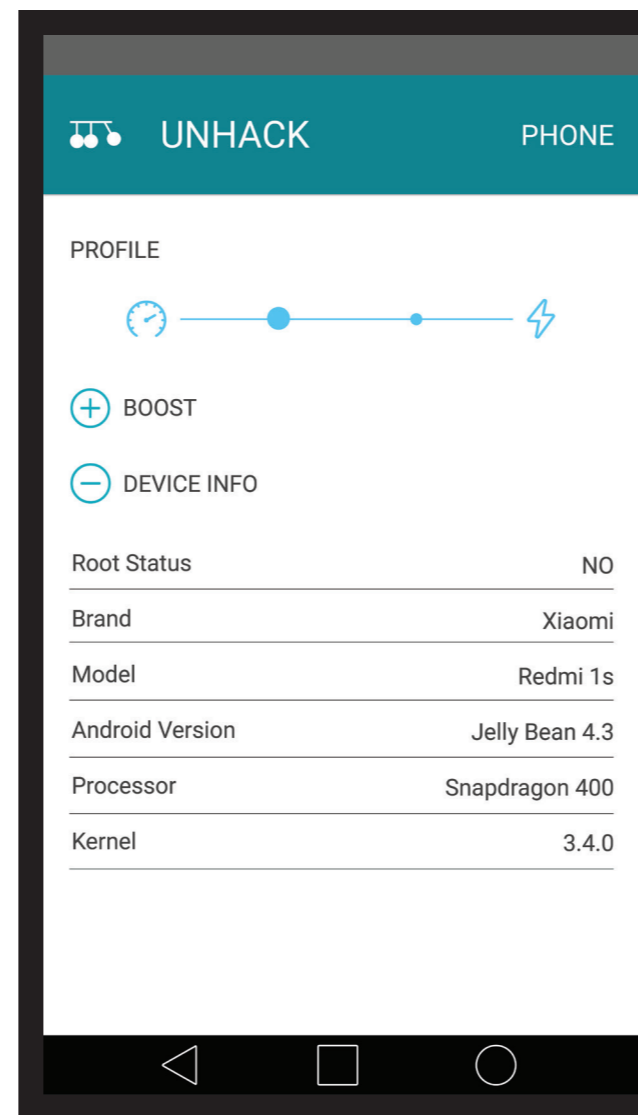 UNHACK PHONE
PROFILE
BOOST
DEVICE INFO
Root Status NO
Brand Xiaomi
Model Redmi 1s
Android Version Jelly Bean 4.3
Processor Snapdragon 400
Kernel 3.4.0